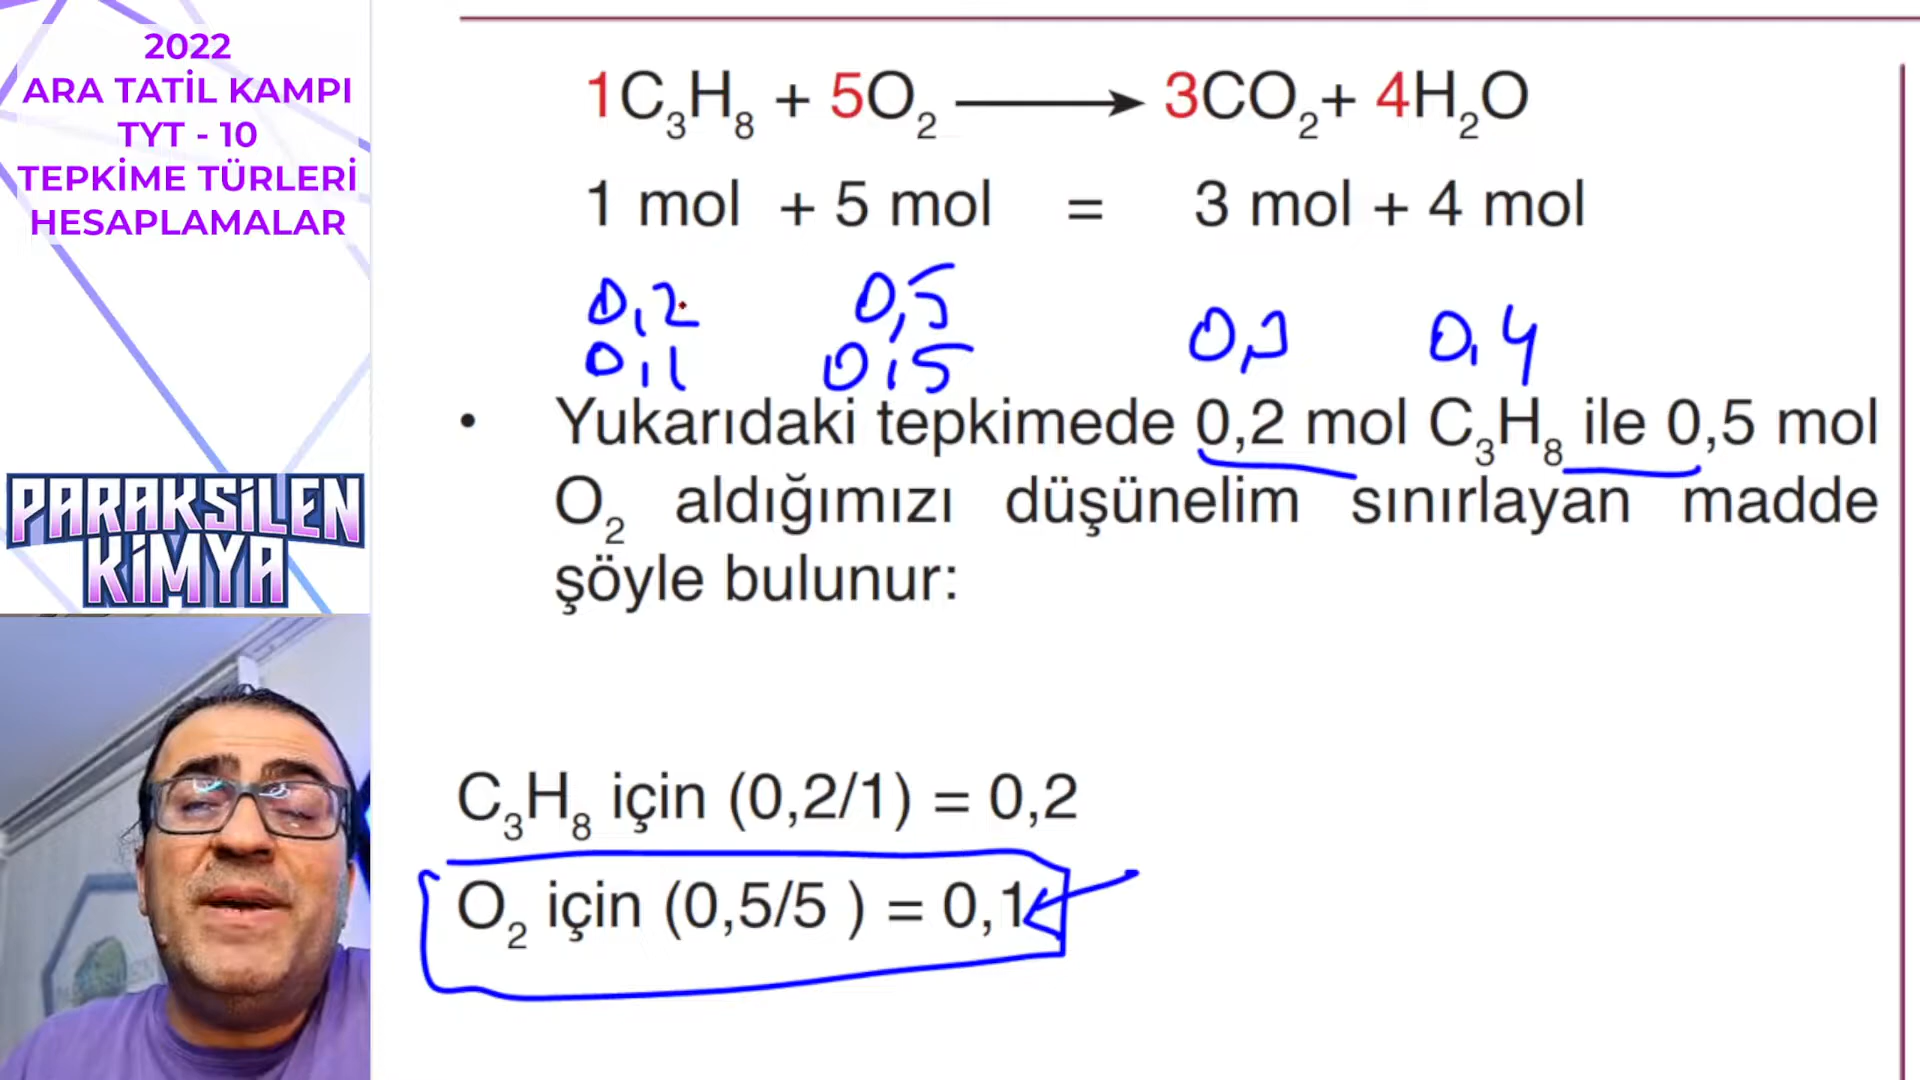 2022
ARA TATİL KAMPI
TYT - 10
TEPKİME TÜRLERİ
HESAPLAMALAR
PARAKSİLEN
KİMYA
1C₃H₈ + 5O₂ ⟶ 3CO₂+ 4H₂O
1 mol + 5 mol = 3 mol + 4 mol
0,2 0,5
0,1 0,5 0,3 0,4
• Yukarıdaki tepkimede 0,2 mol C₃H₈ ile 0,5 mol
O₂ aldığımızı düşünelim sınırlayan madde
şöyle bulunur:
C₃H₈ için (0,2/1) = 0,2
O₂ için (0,5/5 ) = 0,1